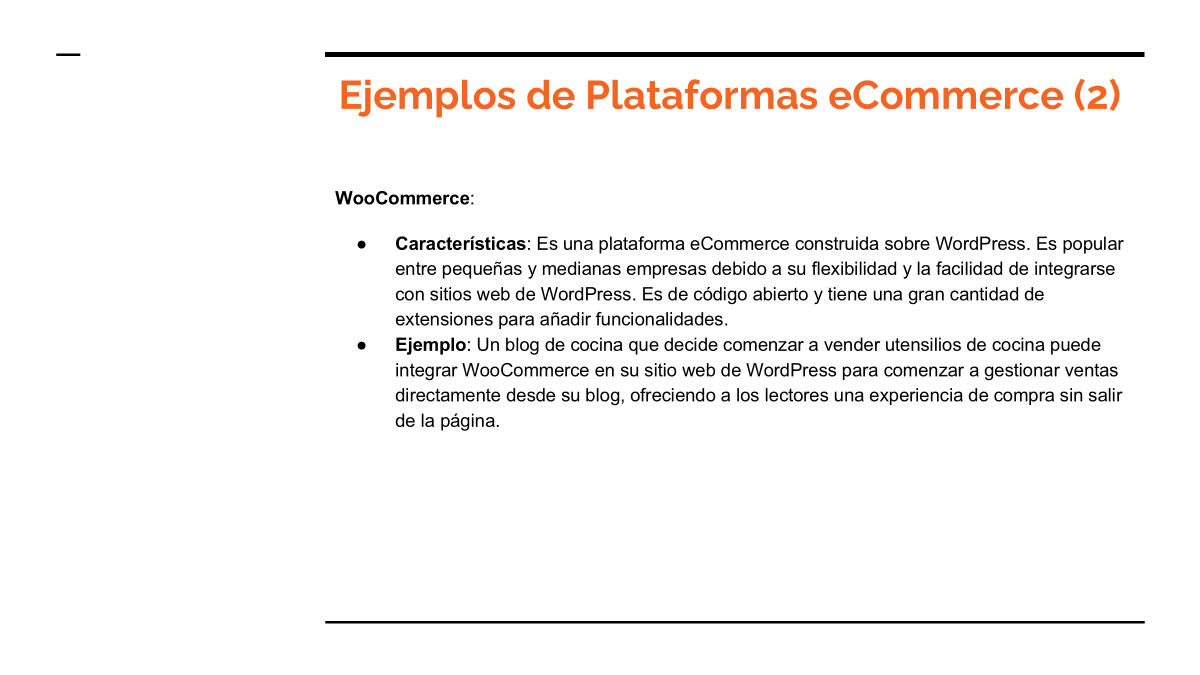 Ejemplos de Plataformas eCommerce (2)
WooCommerce:
● Características: Es una plataforma eCommerce construida sobre WordPress. Es popular
entre pequeñas y medianas empresas debido a su flexibilidad y la facilidad de integrarse
con sitios web de WordPress. Es de código abierto y tiene una gran cantidad de
extensiones para añadir funcionalidades.
● Ejemplo: Un blog de cocina que decide comenzar a vender utensilios de cocina puede
integrar WooCommerce en su sitio web de WordPress para comenzar a gestionar ventas
directamente desde su blog, ofreciendo a los lectores una experiencia de compra sin salir
de la página.